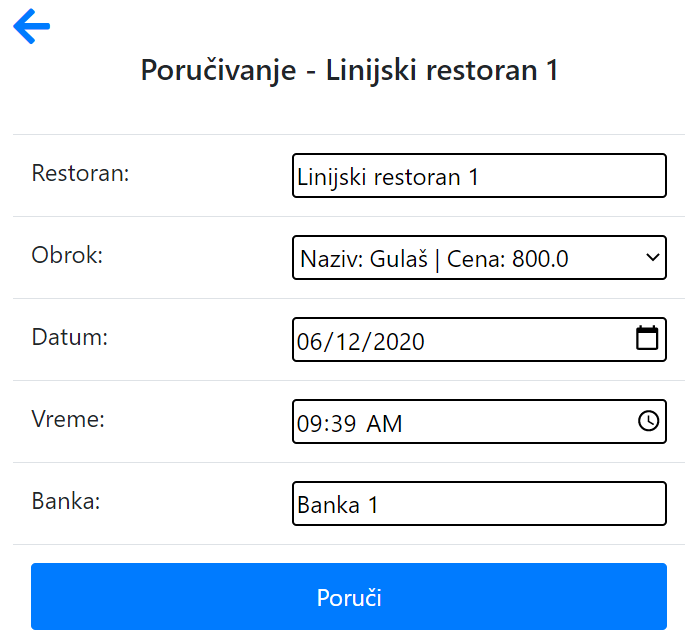 Poručivanje - Linijski restoran 1
Restoran: Linijski restoran 1
Obrok: Naziv: Gulaš | Cena: 800.0
Datum: 06/12/2020
Vreme: 09:39 AM
Banka: Banka 1
Poruči